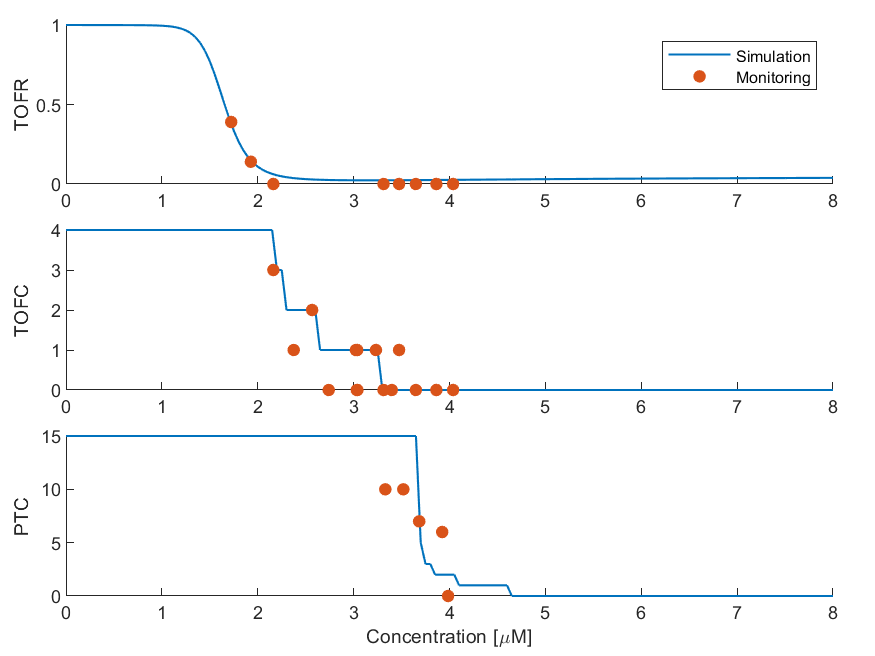 TOFR
1
0.5
0
0 1 2 3 4 5 6 7 8
Simulation
Monitoring
TOFC
4
3
2
1
0
0 1 2 3 4 5 6 7 8
PTC
15
10
5
0
0 1 2 3 4 5 6 7 8
Concentration [μM]